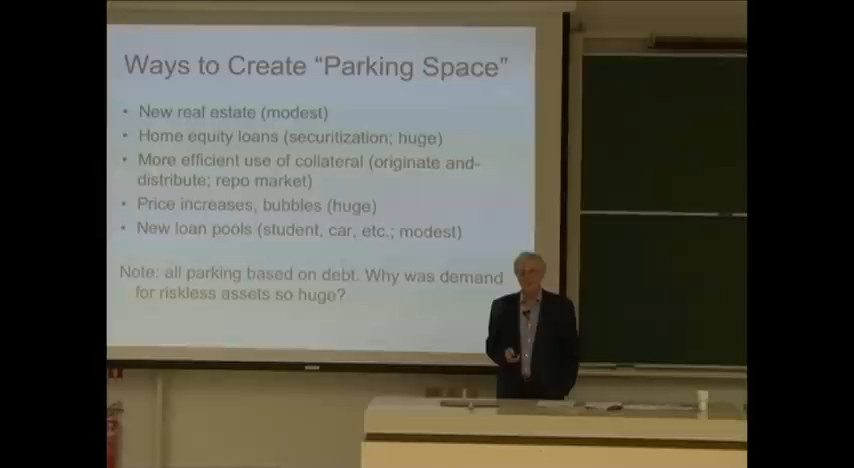 Ways to Create “Parking Space”
• New real estate (modest)
• Home equity loans (securitization; huge)
• More efficient use of collateral (originate and-
distribute; repo market)
• Price increases, bubbles (huge)
• New loan pools (student, car, etc.; modest)
Note: all parking based on debt. Why was demand
for riskless assets so huge?